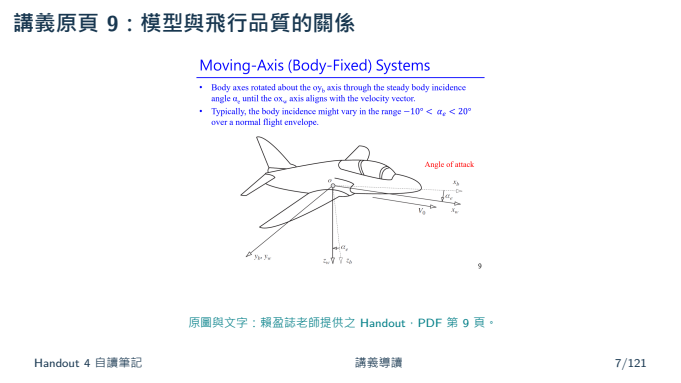 講義原頁 9：模型與飛行品質的關係
Moving-Axis (Body-Fixed) Systems
• Body axes rotated about the oy_b axis through the steady body incidence
angle α_e until the ox_w axis aligns with the velocity vector.
• Typically, the body incidence might vary in the range −10° < α_e < 20°
over a normal flight envelope.
Angle of attack
o
x_b
α_e
V_0
x_w
y_b, y_w
α_e
z_w
z_b
9
原圖與文字：賴盈誌老師提供之 Handout，PDF 第 9 頁。
Handout 4 自讀筆記
講義導讀
7/121